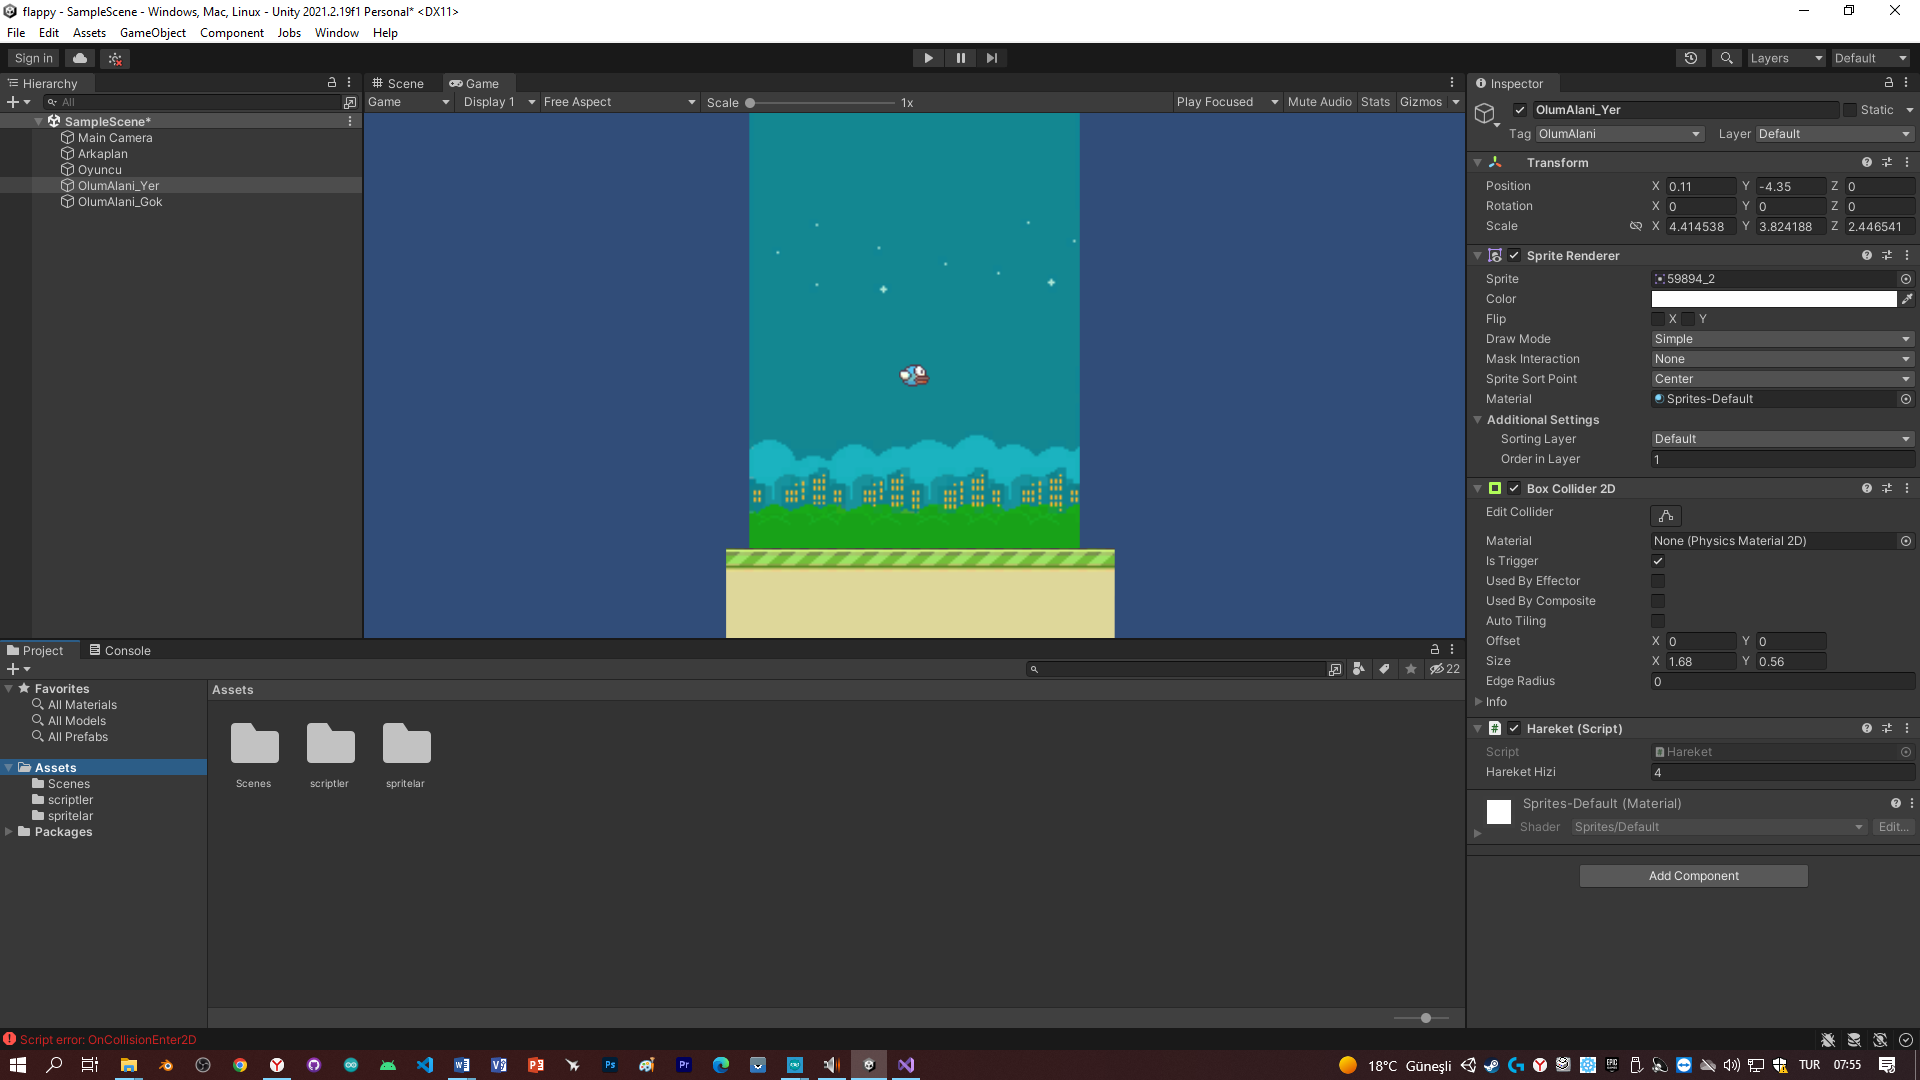 flappy - SampleScene - Windows, Mac, Linux - Unity 2021.2.19f1 Personal* <DX11>
File Edit Assets GameObject Component Jobs Window Help
Sign in
Layers Default
Hierarchy
All
SampleScene*
Main Camera
Arkaplan
Oyuncu
OlumAlani_Yer
OlumAlani_Gok
Scene Game
Game Display 1 Free Aspect Scale 1x Play Focused Mute Audio Stats Gizmos
Inspector
OlumAlani_Yer Static
Tag OlumAlani Layer Default
Transform
Position X 0.11 Y -4.35 Z 0
Rotation X 0 Y 0 Z 0
Scale X 4.414538 Y 3.824188 Z 2.446541
Sprite Renderer
Sprite 59894_2
Color
Flip X Y
Draw Mode Simple
Mask Interaction None
Sprite Sort Point Center
Material Sprites-Default
Additional Settings
Sorting Layer Default
Order in Layer 1
Box Collider 2D
Edit Collider
Material None (Physics Material 2D)
Is Trigger
Used By Effector
Used By Composite
Auto Tiling
Offset X 0 Y 0
Size X 1.68 Y 0.56
Edge Radius 0
Info
Hareket (Script)
Script Hareket
Hareket Hizi 4
Sprites-Default (Material)
Shader Sprites/Default Edit...
Add Component
Project Console
22
Favorites
All Materials
All Models
All Prefabs
Assets
Scenes
scriptler
spritelar
Packages
Assets
Scenes scriptler spritelar
Script error: OnCollisionEnter2D
18°C Güneşli TUR 07:55